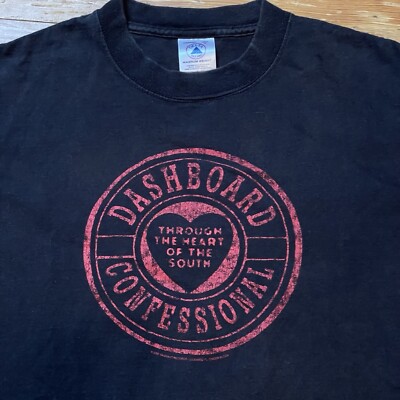 DASHBOARD
THROUGH
THE HEART
OF THE
SOUTH
CONFESSIONAL